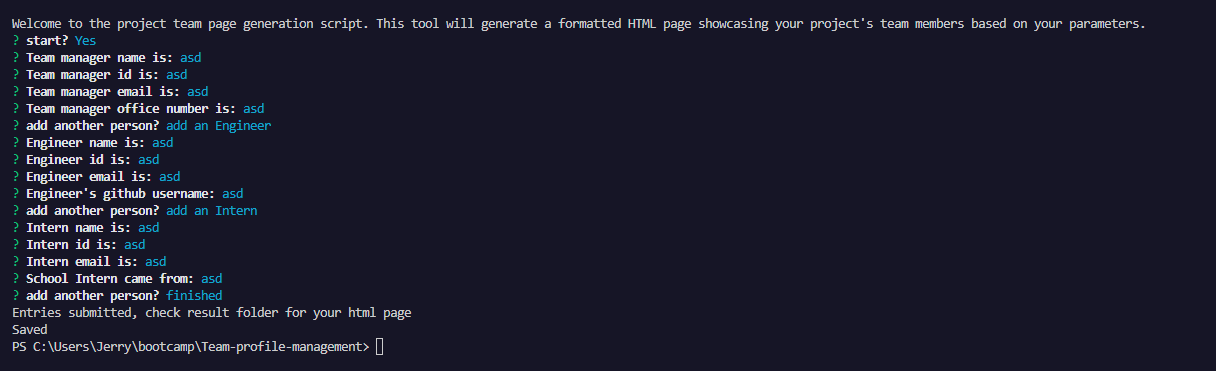 Welcome to the project team page generation script. This tool will generate a formatted HTML page showcasing your project's team members based on your parameters.
? start? Yes
? Team manager name is: asd
? Team manager id is: asd
? Team manager email is: asd
? Team manager office number is: asd
? add another person? add an Engineer
? Engineer name is: asd
? Engineer id is: asd
? Engineer email is: asd
? Engineer's github username: asd
? add another person? add an Intern
? Intern name is: asd
? Intern id is: asd
? Intern email is: asd
? School Intern came from: asd
? add another person? finished
Entries submitted, check result folder for your html page
Saved
PS C:\Users\Jerry\bootcamp\Team-profile-management>